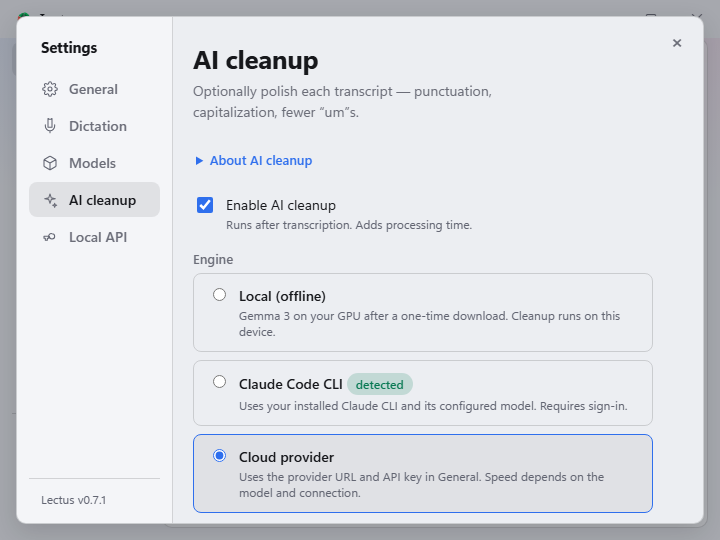 Settings
General
Dictation
Models
AI cleanup
Local API
Lectus v0.7.1
AI cleanup
Optionally polish each transcript — punctuation,
capitalization, fewer “um”s.
About AI cleanup
Enable AI cleanup
Runs after transcription. Adds processing time.
Engine
Local (offline)
Gemma 3 on your GPU after a one-time download. Cleanup runs on this
device.
Claude Code CLI detected
Uses your installed Claude CLI and its configured model. Requires sign-in.
Cloud provider
Uses the provider URL and API key in General. Speed depends on the
model and connection.